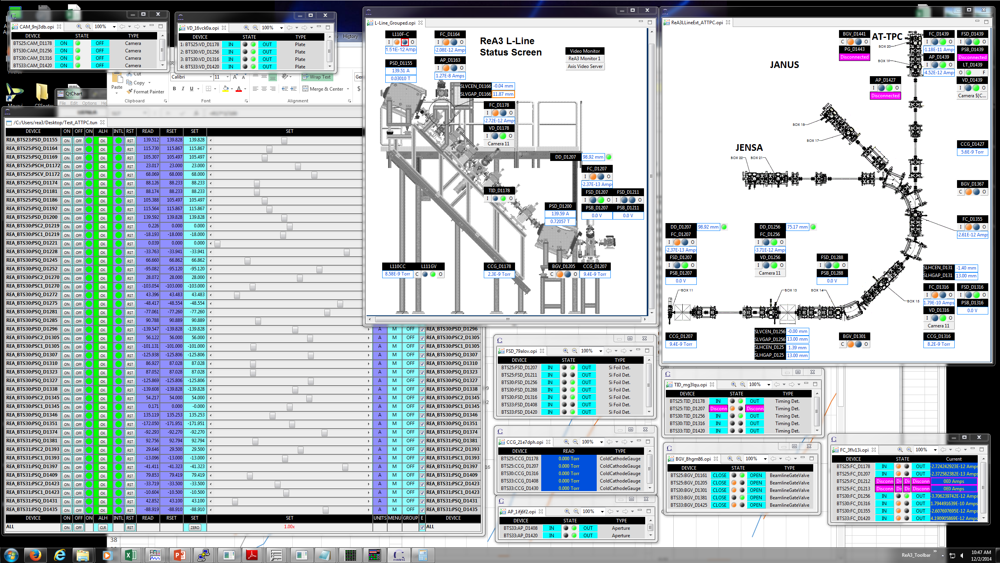 CAM_9nj3db.opi 100%
DEVICE STATE TYPE
BTS25:CAM_D1178 ON OFF Camera
BTS30:CAM_D1256 ON OFF Camera
BTS30:CAM_D1316 ON OFF Camera
BTS33:CAM_D1420 ON OFF Camera
VD_16vck0a.opi 100%
DEVICE STATE TYPE
1: BTS25:VD_D1178 IN OUT Plate
2: BTS30:VD_D1256 IN OUT Plate
3: BTS30:VD_D1316 IN OUT Plate
4: BTS33:VD_D1420 IN OUT Plate
History
Cut
Copy
Paste
Format Painter
Clipboard
Calibri 11
B I U
Font
Wrap Text
Merge & Center
Alignment
Ger
$
QtChart
File Edit Options He
/C:/Users/rea3/Desktop/Test_ATTPC.tun
DEVICE ON OFF ON ALH INTL RST READ RSET SET SET
REA_BTS23:PSD_D1155 ON OFF OK RST 139.512 139.828 139.828
REA_BTS25:PSQ_D1164 ON OFF OK RST 115.730 115.867 115.867
REA_BTS25:PSQ_D1169 ON OFF OK RST 105.307 105.497 105.497
REA_BTS25:PSCH_D1172 ON OFF OK RST 23.017 23.000 23.000
REA_BTS25:PSCV_D1172 ON OFF OK RST 68.069 68.000 68.000
REA_BTS25:PSQ_D1174 ON OFF OK RST 88.126 88.233 88.233
REA_BTS25:PSQ_D1181 ON OFF OK RST 88.174 88.233 88.233
REA_BTS25:PSQ_D1186 ON OFF OK RST 105.388 105.497 105.497
REA_BTS25:PSQ_D1192 ON OFF OK RST 115.564 115.867 115.867
REA_BTS25:PSD_D1200 ON OFF OK RST 139.592 139.828 139.828
REA_BTS30:PSC2_D1219 ON OFF OK RST 0.226 0.000 0.000
REA_BTS30:PSC1_D1219 ON OFF OK RST -18.193 -18.000 -18.000
REA_BTS30:PSQ_D1221 ON OFF OK RST 0.039 0.000 0.000
REA_BTS30:PSQ_D1228 ON OFF OK RST -33.763 -33.941 -33.941
REA_BTS30:PSQ_D1245 ON OFF OK RST 66.660 66.862 66.862
REA_BTS30:PSQ_D1252 ON OFF OK RST -95.082 -95.120 -95.120
REA_BTS30:PSC2_D1270 ON OFF OK RST 28.072 28.000 28.000
REA_BTS30:PSC1_D1270 ON OFF OK RST -103.054 -103.000 -103.000
REA_BTS30:PSQ_D1272 ON OFF OK RST 43.396 43.483 43.483
REA_BTS30:PSQ_D1275 ON OFF OK RST -48.417 -48.554 -48.554
REA_BTS30:PSQ_D1281 ON OFF OK RST -77.061 -77.260 -77.260
REA_BTS30:PSQ_D1285 ON OFF OK RST 90.788 90.889 90.889
REA_BTS30:PSD_D1296 ON OFF OK RST -139.547 -139.828 -139.828 A M OFF REA_BTS30:PSD_D1296
REA_BTS30:PSC2_D1305 ON OFF OK RST 56.122 56.000 56.000 A M OFF REA_BTS30:PSC2_D1305
REA_BTS30:PSC1_D1305 ON OFF OK RST -101.131 -101.000 -101.000 A M OFF REA_BTS30:PSC1_D1305
REA_BTS30:PSQ_D1307 ON OFF OK RST -125.938 -125.806 -125.806 A M OFF REA_BTS30:PSQ_D1307
REA_BTS30:PSQ_D1310 ON OFF OK RST 86.927 87.028 87.028 A M OFF REA_BTS30:PSQ_D1310
REA_BTS30:PSQ_D1323 ON OFF OK RST 87.052 87.028 87.028 A M OFF REA_BTS30:PSQ_D1323
REA_BTS30:PSQ_D1327 ON OFF OK RST -125.869 -125.806 -125.806 A M OFF REA_BTS30:PSQ_D1327
REA_BTS30:PSD_D1338 ON OFF OK RST -139.608 -139.828 -139.828 A M OFF REA_BTS30:PSD_D1338
REA_BTS30:PSC2_D1345 ON OFF OK RST 54.217 54.000 54.000 A M OFF REA_BTS30:PSC2_D1345
REA_BTS30:PSC1_D1345 ON OFF OK RST 0.171 0.000 -0.000 A M OFF REA_BTS30:PSC1_D1345
REA_BTS30:PSQ_D1346 ON OFF OK RST 135.119 135.253 135.253 A M OFF REA_BTS30:PSQ_D1346
REA_BTS30:PSQ_D1351 ON OFF OK RST -172.050 -171.951 -171.951 A M OFF REA_BTS30:PSQ_D1351
REA_BTS31:PSQ_D1374 ON OFF OK RST -92.293 -92.270 -92.270 A M OFF REA_BTS31:PSQ_D1374
REA_BTS31:PSQ_D1381 ON OFF OK RST 92.756 92.794 92.794 A M OFF REA_BTS31:PSQ_D1381
REA_BTS31:PSC2_D1393 ON OFF OK RST 29.646 29.500 29.500 A M OFF REA_BTS31:PSC2_D1393
REA_BTS31:PSC1_D1393 ON OFF OK RST -13.096 -13.000 -13.000 A M OFF REA_BTS31:PSC1_D1393
REA_BTS31:PSQ_D1397 ON OFF OK RST -41.411 -41.323 -41.323 A M OFF REA_BTS31:PSQ_D1397
REA_BTS31:PSQ_D1409 ON OFF OK RST 79.853 79.419 79.419 A M OFF REA_BTS31:PSQ_D1409
REA_BTS31:PSC2_D1423 ON OFF OK RST -33.719 -33.500 -33.500 A M OFF REA_BTS31:PSC2_D1423
REA_BTS31:PSC1_D1423 ON OFF OK RST -10.604 -10.500 -10.500 A M OFF REA_BTS31:PSC1_D1423
REA_BTS31:PSQ_D1431 ON OFF OK RST 42.852 43.100 43.100 A M OFF REA_BTS31:PSQ_D1431
REA_BTS31:PSQ_D1435 ON OFF OK RST -88.919 -88.910 -88.910 A M OFF REA_BTS31:PSQ_D1435
DEVICE ON OFF ON ALH INTL RST READ RSET SET SET UNITS MENU GROUP E DEVICE
ALL ON OFF CLR RST ZERO 1.00x ALL
38
L-Line_Grouped.opi
ReA3 L-Line
Status Screen
Video Monitor
ReA3 Monitor 1
Axis Video Server
L110F-C
I O
1.51E-12 Amps
FC_D1164
I O
-2.08E-12 Amps
PSD_D1155
139.51 A
0.03010 T
AP_D1163
I O
1.27E-8 Amps
SLVCEN_D1166 -0.04 mm
SLVGAP_D1166 11.87 mm
FC_D1178
I O
-2.72E-12 Amps
VD_D1178
I O
Camera 11
DD_D1207 98.92 mm
FC_D1207
I O
-2.37E-13 Amps
TID_D1178
I O
FSD_D1207 FSD_D1211
I O I O
PSB_D1207 PSB_D1211
0.0 V 0.0 V
PSD_D1200
139.59 A
0.72057 T
L110CC L111GV
8.58E-9 Torr C O
CCG_D1178
2.3E-9 Torr
BGV_D1205 CCG_D1207
C O 9.4E-9 Torr
ReA3LLineExt_ATTPC.opi
BGV_D1441
C O
PG_D1443
Disconnected
AT-TPC
BOX 20
BOX 19
FC_D1439 FSD_D1439
I O I O
-1.18E-11 Amps PSB_D1439
AP_D1439 Disconnected
I O LT_D1439
-4.52E-12 Amps O F
VD_D1439
I O
Camera ${C...
JANUS
AP_D1427
I O
Disconnected
BOX 18
BOX 17
JENSA
BOX 22 BOX 21
CCG_D1427
5.6E-9 Torr
BGV_D1367
C O
FC_D1355
I O
-2.61E-12 Amps
DD_D1207 98.92 mm
FC_D1207
I O
-2.37E-13 Amps
FSD_D1207
I O
PSB_D1207
0.0 V
DD_D1256 75.17 mm
FC_D1256
I O
-3.71E-12 Amps
VD_D1256
I O
Camera 11
FSD_D1288
I O
PSB_D1288
0.0 V
SLHCEN_D131 -1.40 mm
SLHGAP_D131 13.00 mm
FC_D1316 FSD_D1316
I O I O
1.79E-10 Amps PSB_D1316
VD_D1316 0.0 V
I O
Camera 11
BOX 11 BOX 13 BOX 14 BOX 15
SLVCEN_D1256 -0.00 mm
SLVGAP_D1256 13.00 mm
SLHCEN_D125 1.39 mm
SLHGAP_D125 13.00 mm
CCG_D1207
9.4E-9 Torr
BGV_D1301
C O
CCG_D1316
8.2E-9 Torr
FSD_79alov.opi 100%
DEVICE STATE TYPE
BTS25:FSD_D1207 IN OUT Si Foil Det.
BTS25:FSD_D1211 IN OUT Si Foil Det.
BTS30:FSD_D1256 IN OUT Si Foil Det.
BTS30:FSD_D1288 IN OUT Si Foil Det.
BTS30:FSD_D1316 IN OUT Si Foil Det.
BTS33:FSD_D1408 IN OUT Si Foil Det.
BTS33:FSD_D1420 IN OUT Si Foil Det.
CCG_21e7dph.opi 100%
DEVICE READ TYPE
BTS25:CCG_D1178 0.000 Torr ColdCathodeGauge
BTS25:CCG_D1207 0.000 Torr ColdCathodeGauge
BTS30:CCG_D1316 0.000 Torr ColdCathodeGauge
BTS33:CCG_D1408 0.000 Torr ColdCathodeGauge
BTS33:CCG_D1430 0.000 Torr ColdCathodeGauge
AP_1ifj6f2.opi 100%
DEVICE STATE TYPE
BTS33:AP_D1408 IN OUT Aperture
BTS33:AP_D1420 IN OUT Aperture
TID_mg3lqu.opi 100%
DEVICE STATE TYPE
BTS25:TID_D1178 IN OUT Timing Det.
BTS25:TID_D1207 Disconn Disconn Timing Det.
BTS30:TID_D1256 IN OUT Timing Det.
BTS30:TID_D1316 IN OUT Timing Det.
BTS33:TID_D1420 IN OUT Timing Det.
BGV_8hgm86.opi 100%
DEVICE STATE TYPE
BTS25:BGV_D1161 CLOSE OPEN BeamlineGateValve
BTS25:BGV_D1205 CLOSE OPEN BeamlineGateValve
BTS30:BGV_D1301 CLOSE OPEN BeamlineGateValve
BTS33:BGV_D1381 CLOSE OPEN BeamlineGateValve
BTS33:BGV_D1425 CLOSE OPEN BeamlineGateValve
FC_3flv13i.opi 100%
DEVICE STATE Current
BTS25:FC_D1178 IN OUT -2.724242923E-12 Amps
BTS25:FC_D1207 IN OUT -2.372582382E-13 Amps
BTS25:FC_D1212 Disconn Dis Dis Disconn 0E0 Amps
BTS25:FC_D1213 Disconn Dis Dis Disconn 0E0 Amps
BTS30:FC_D1256 IN OUT -3.706239742E-12 Amps
BTS30:FC_D1316 IN OUT 1.794491639E-10 Amps
BTS30:FC_D1355 IN OUT -2.607697695E-12 Amps
BTS33:FC_D1420 IN OUT 4.190905869E-12 Amps
control
ReA3_Toolbar
10:47 AM
12/2/2014